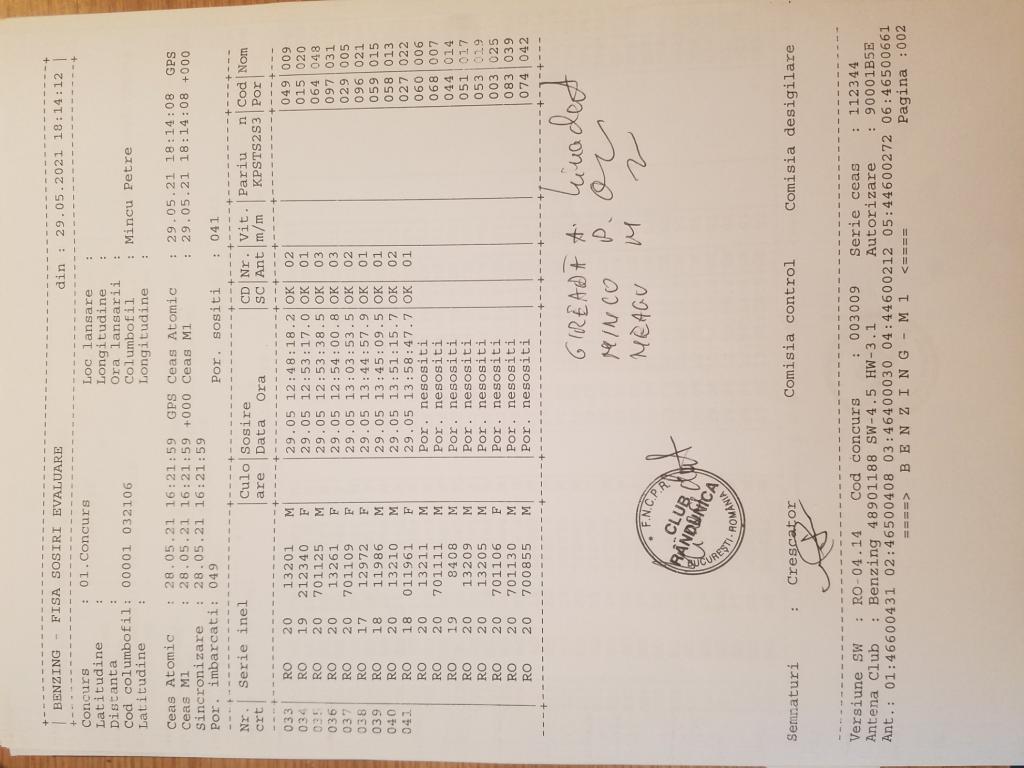 BENZING - FISA SOSIRI EVALUARE din : 29.05.2021 18:14:12
Concurs : 01.Concurs Loc lansare :
Latitudine : Longitudine :
Distanta : Ora lansarii :
Cod columbofil: 00001 032106 Columbofil : Mincu Petre
Latitudine : Longitudine :
Ceas Atomic : 28.05.21 16:21:59 GPS Ceas Atomic : 29.05.21 18:14:08 GPS
Ceas M1 : 28.05.21 16:21:59 +000 Ceas M1 : 29.05.21 18:14:08 +000
Sincronizare : 28.05.21 16:21:59
Por. imbarcati: 049 Por. sositi : 041
Nr. | Serie inel | Culo | Sosire | CD | Nr. | Vit. | Pariu n | Cod | Nom
crt | are | Data Ora | SC | Ant | m/m | KPSTS2S3 | Por
033 RO 20 13201 M 29.05 12:48:18.2 OK 02 049 009
034 RO 19 212340 F 29.05 12:53:17.0 OK 01 015 020
035 RO 20 701125 M 29.05 12:53:38.5 OK 03 064 048
036 RO 20 13261 F 29.05 12:54:00.8 OK 03 097 031
037 RO 20 701109 F 29.05 13:03:53.5 OK 02 029 005
038 RO 17 12972 F 29.05 13:44:57.9 OK 01 096 021
039 RO 18 11986 M 29.05 13:45:09.5 OK 01 059 015
040 RO 20 13210 M 29.05 13:51:15.7 OK 02 058 013
041 RO 18 011961 F 29.05 13:58:47.7 OK 01 027 022
RO 20 13211 M Por. nesositi 060 006
RO 20 701111 M Por. nesositi 068 007
RO 19 8408 M Por. nesositi 044 014
RO 20 13209 M Por. nesositi 051 017
RO 20 13205 M Por. nesositi 053 019
RO 20 701106 F Por. nesositi 003 025
RO 20 701130 M Por. nesositi 083 039
RO 20 700855 M Por. nesositi 074 042
A.
MINCO P.
NEAGU M
F.N.C.P.R
CLUB
RÂNDUNICA
BUCUREȘTI - ROMANIA
Semnaturi : Crescator Comisia control Comisia desigilare
Versiune SW : RO-04.14 Cod concurs : 003009 Serie ceas : 112344
Antena Club : Benzing 48901188 SW-4.5 HW-3.1 Autorizare : 90001B5E
Ant.: 01:46600431 02:46500408 03:46400030 04:44600212 05:44600272 06:46500661
====> B E N Z I N G - M 1 <==== Pagina :002